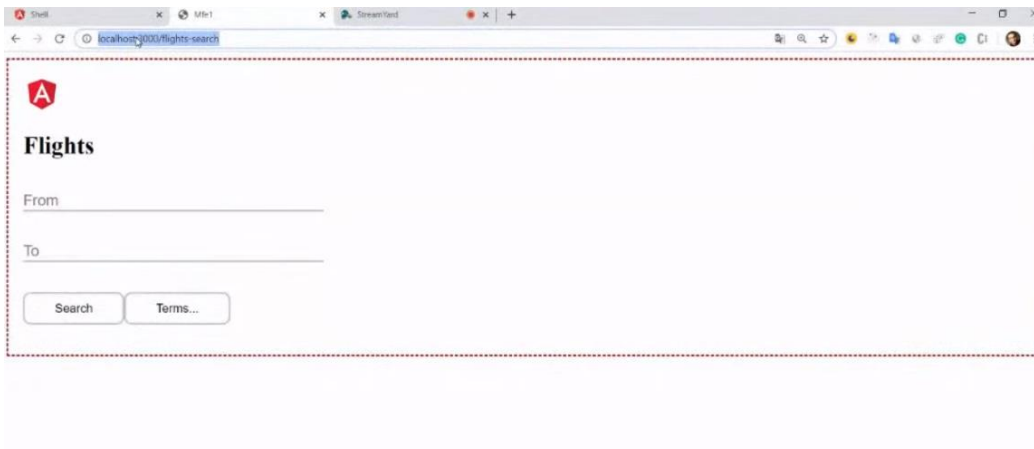 Shell
Mfe1
StreamYard
localhost:3000/flights-search
A
Flights
From
To
Search
Terms...